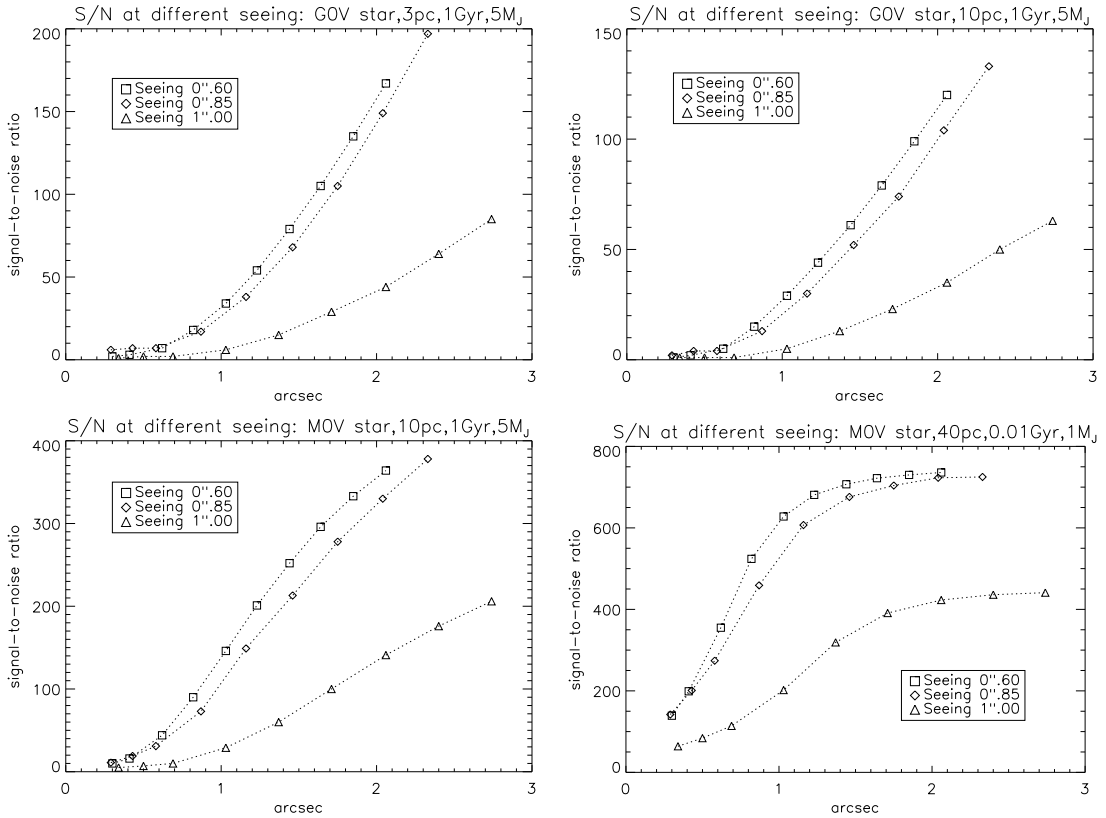 S/N at different seeing: G0V star,3pc,1Gyr,5MJ
200
150
100
50
0
signal-to-noise ratio
Seeing 0".60
Seeing 0".85
Seeing 1".00
0 1 2 3
arcsec
S/N at different seeing: G0V star,10pc,1Gyr,5MJ
150
100
50
0
signal-to-noise ratio
Seeing 0".60
Seeing 0".85
Seeing 1".00
0 1 2 3
arcsec
S/N at different seeing: M0V star,10pc,1Gyr,5MJ
400
300
200
100
0
signal-to-noise ratio
Seeing 0".60
Seeing 0".85
Seeing 1".00
0 1 2 3
arcsec
S/N at different seeing: M0V star,40pc,0.01Gyr,1MJ
800
600
400
200
0
signal-to-noise ratio
Seeing 0".60
Seeing 0".85
Seeing 1".00
0 1 2 3
arcsec